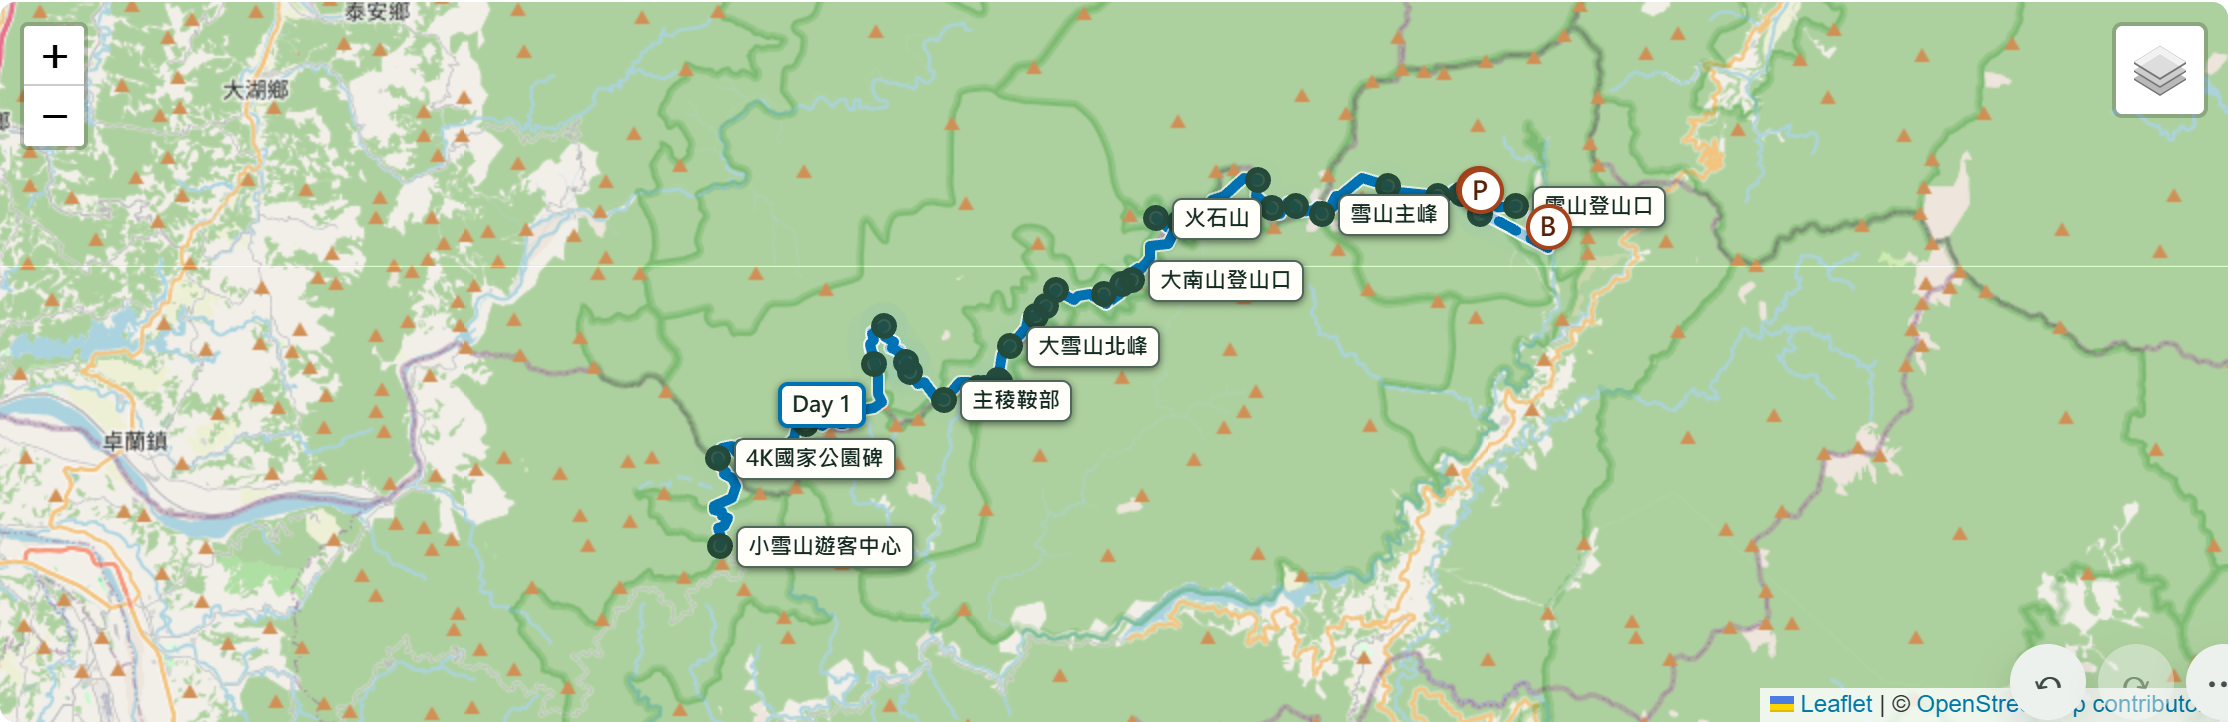 泰安鄉
+
大湖鄉
−
鄉
P
雪山登山口
火石山
雪山主峰
B
大南山登山口
大雪山北峰
Day 1
主稜鞍部
卓蘭鎮
4K國家公園碑
小雪山遊客中心
Leaflet | © OpenStre p contributo